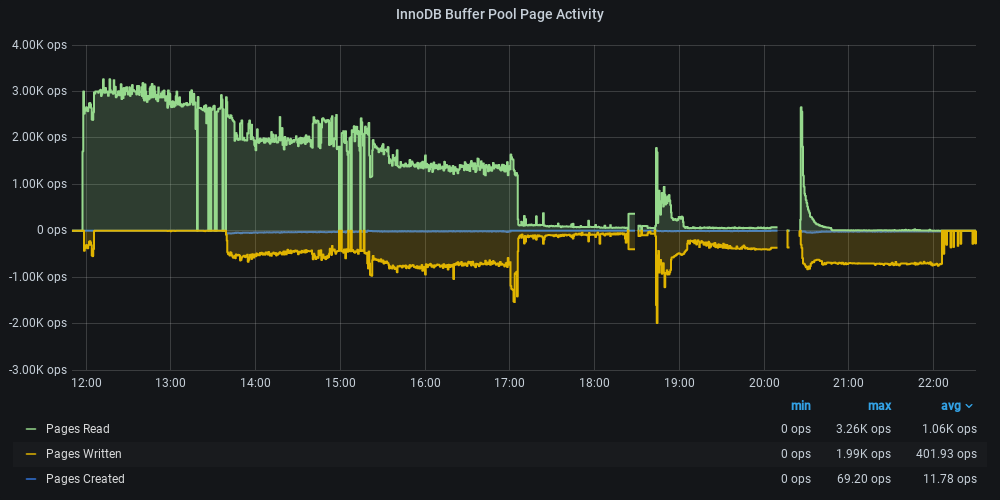 InnoDB Buffer Pool Page Activity
4.00K ops
3.00K ops
2.00K ops
1.00K ops
0 ops
-1.00K ops
-2.00K ops
-3.00K ops
12:00 13:00 14:00 15:00 16:00 17:00 18:00 19:00 20:00 21:00 22:00
min max avg
Pages Read 0 ops 3.26K ops 1.06K ops
Pages Written 0 ops 1.99K ops 401.93 ops
Pages Created 0 ops 69.20 ops 11.78 ops